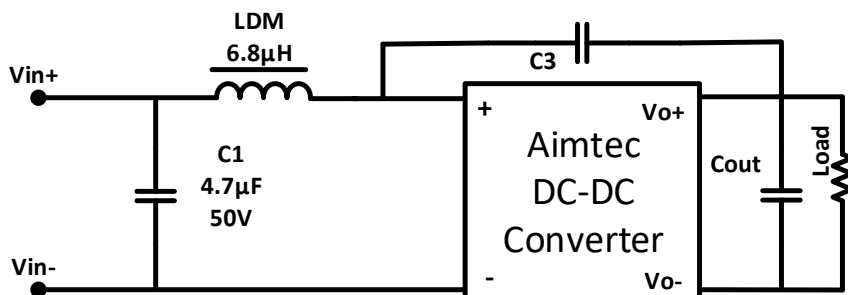 LDM
6.8µH
Vin+
C3
+
Vo+
C1
4.7µF
50V
Aimtec
DC-DC
Converter
Cout
Load
Vin-
-
Vo-